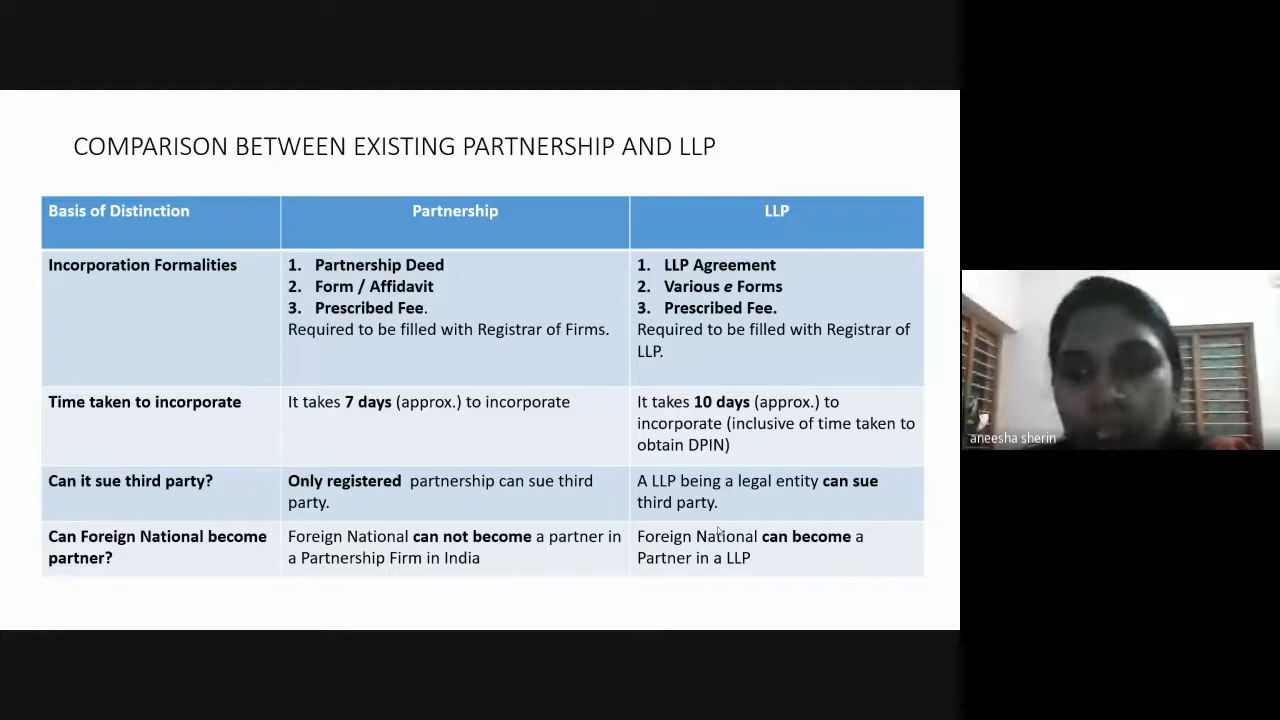 COMPARISON BETWEEN EXISTING PARTNERSHIP AND LLP
Basis of Distinction
Partnership
LLP
Incorporation Formalities
1. Partnership Deed
2. Form / Affidavit
3. Prescribed Fee.
Required to be filled with Registrar of Firms.
1. LLP Agreement
2. Various e Forms
3. Prescribed Fee.
Required to be filled with Registrar of
LLP.
Time taken to incorporate
It takes 7 days (approx.) to incorporate
It takes 10 days (approx.) to
incorporate (inclusive of time taken to
obtain DPIN)
Can it sue third party?
Only registered partnership can sue third
party.
A LLP being a legal entity can sue
third party.
Can Foreign National become
partner?
Foreign National can not become a partner in
a Partnership Firm in India
Foreign National can become a
Partner in a LLP
aneesha sherin